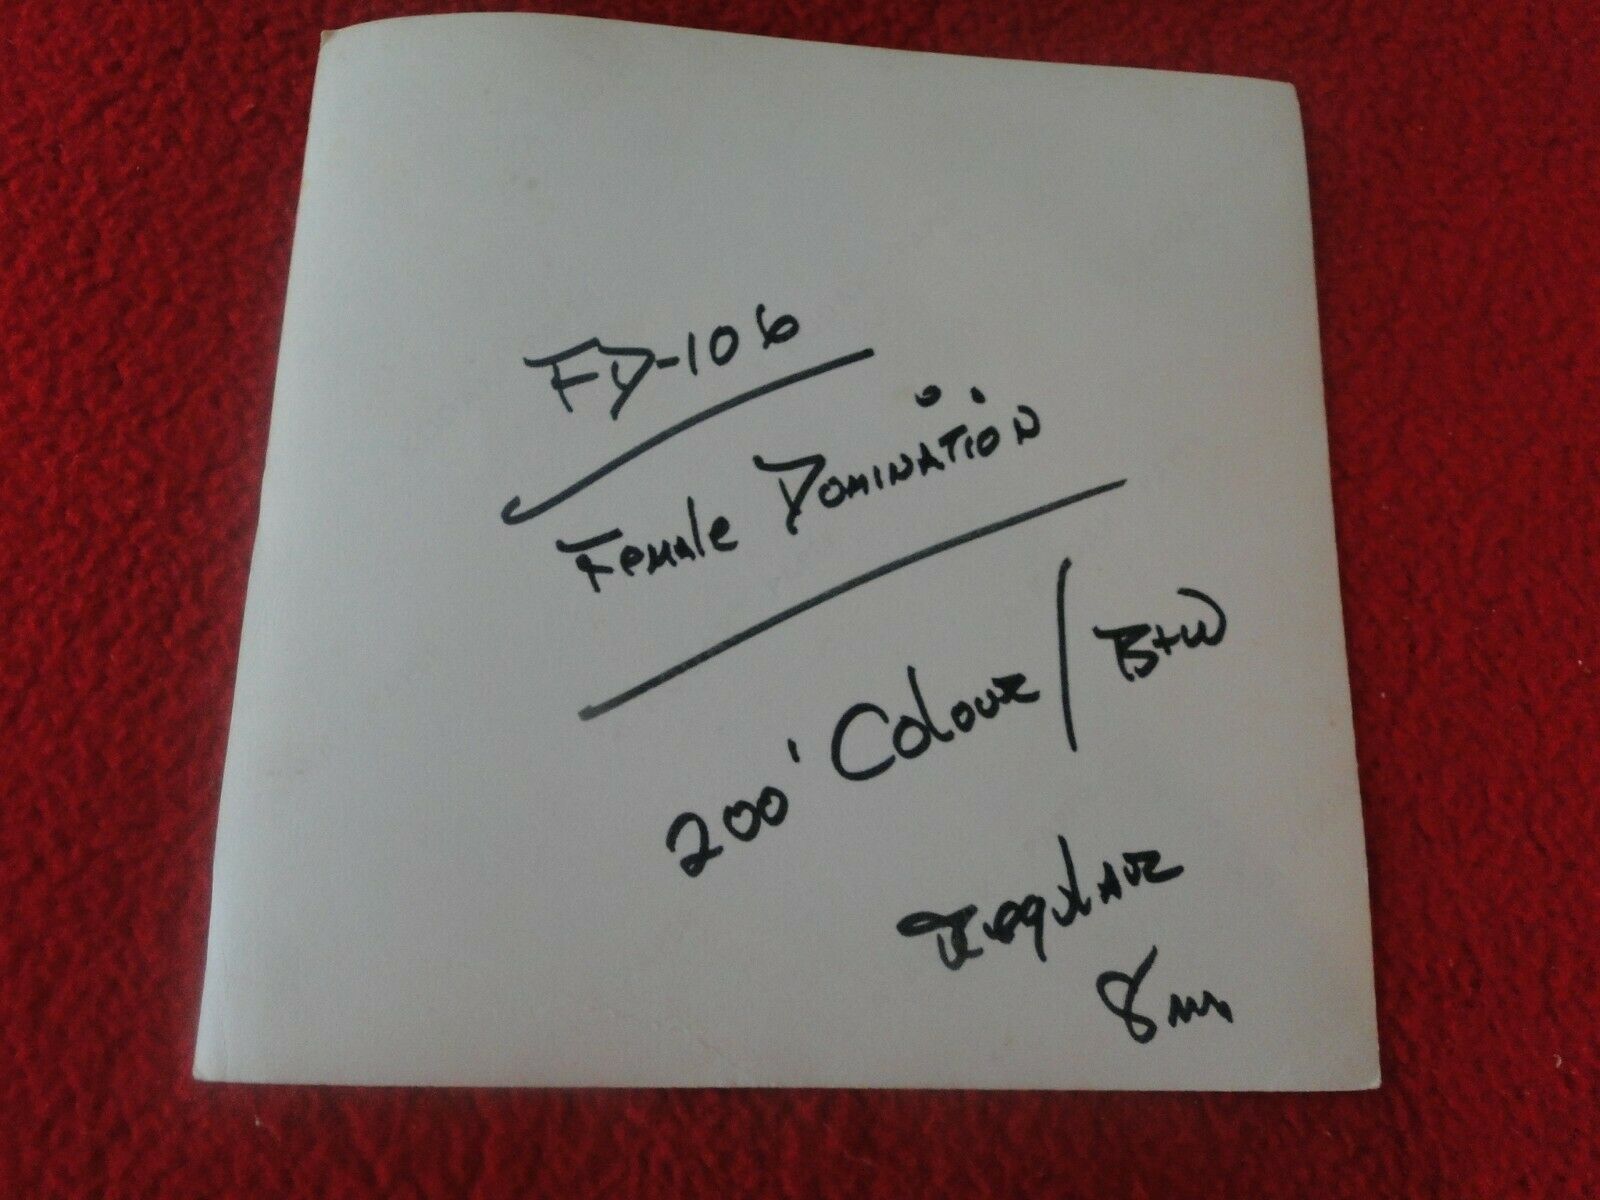 FD-106
Female Domination
200' Colour / B+W
Regular
8mm